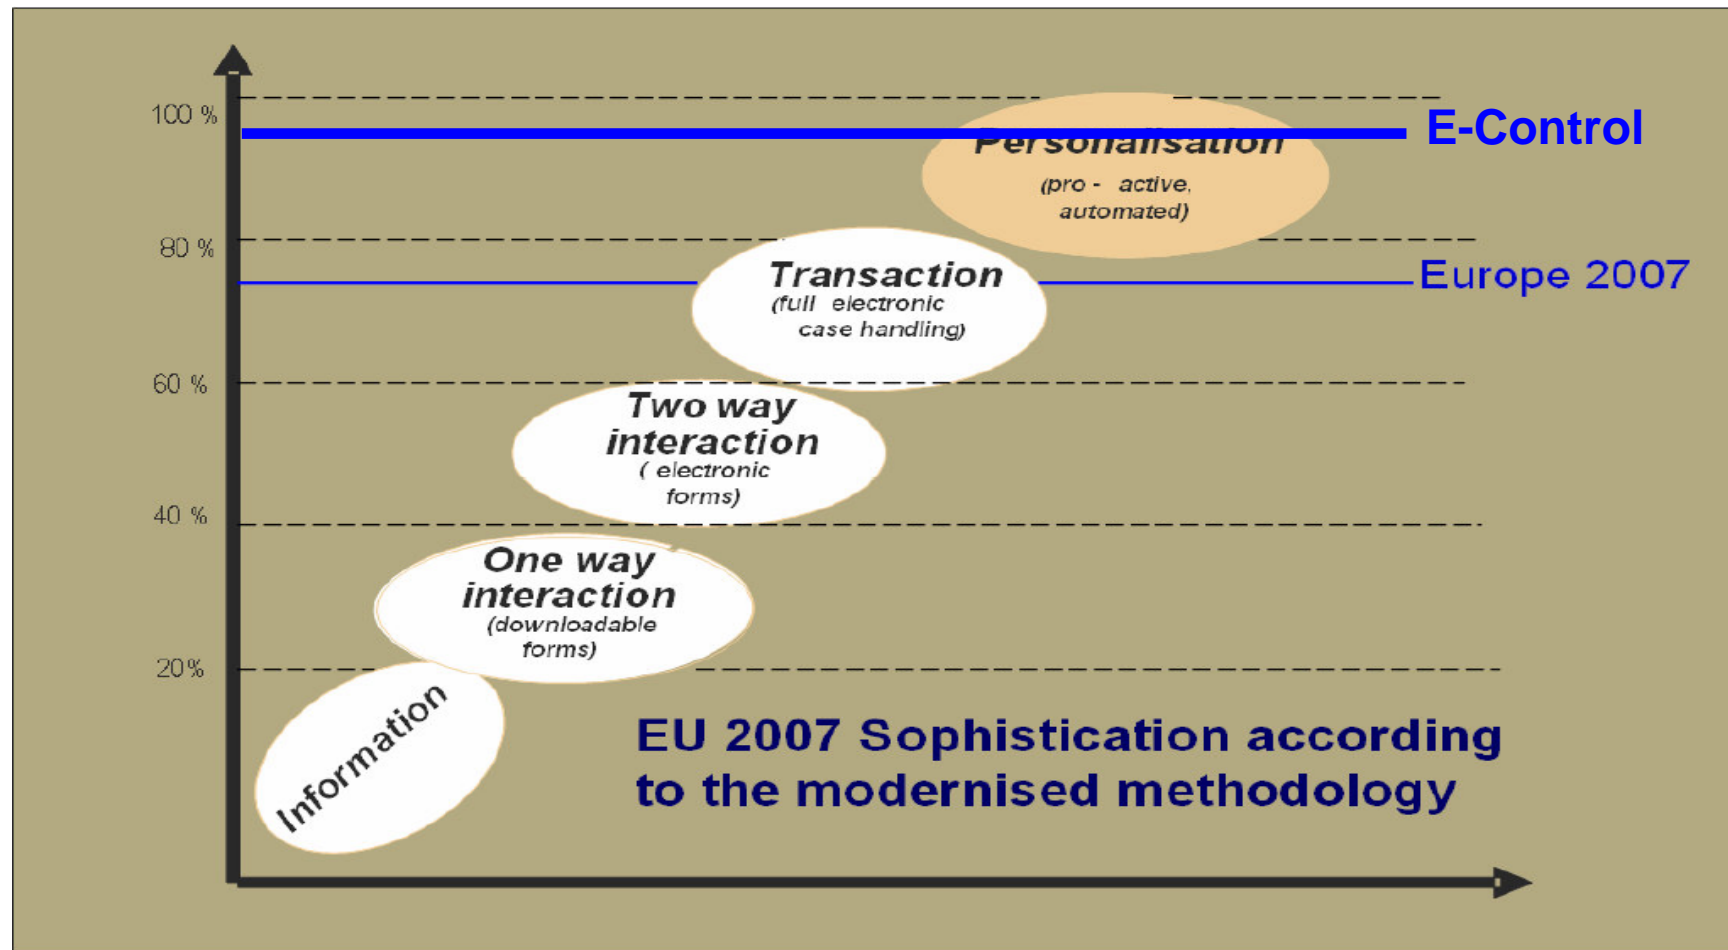 100 %
E-Control
Personalisation
(pro - active,
automated)
80 %
Transaction
(full electronic
case handling)
Europe 2007
60 %
Two way
interaction
( electronic
forms)
40 %
One way
interaction
(downloadable
forms)
20%
Information
EU 2007 Sophistication according
to the modernised methodology